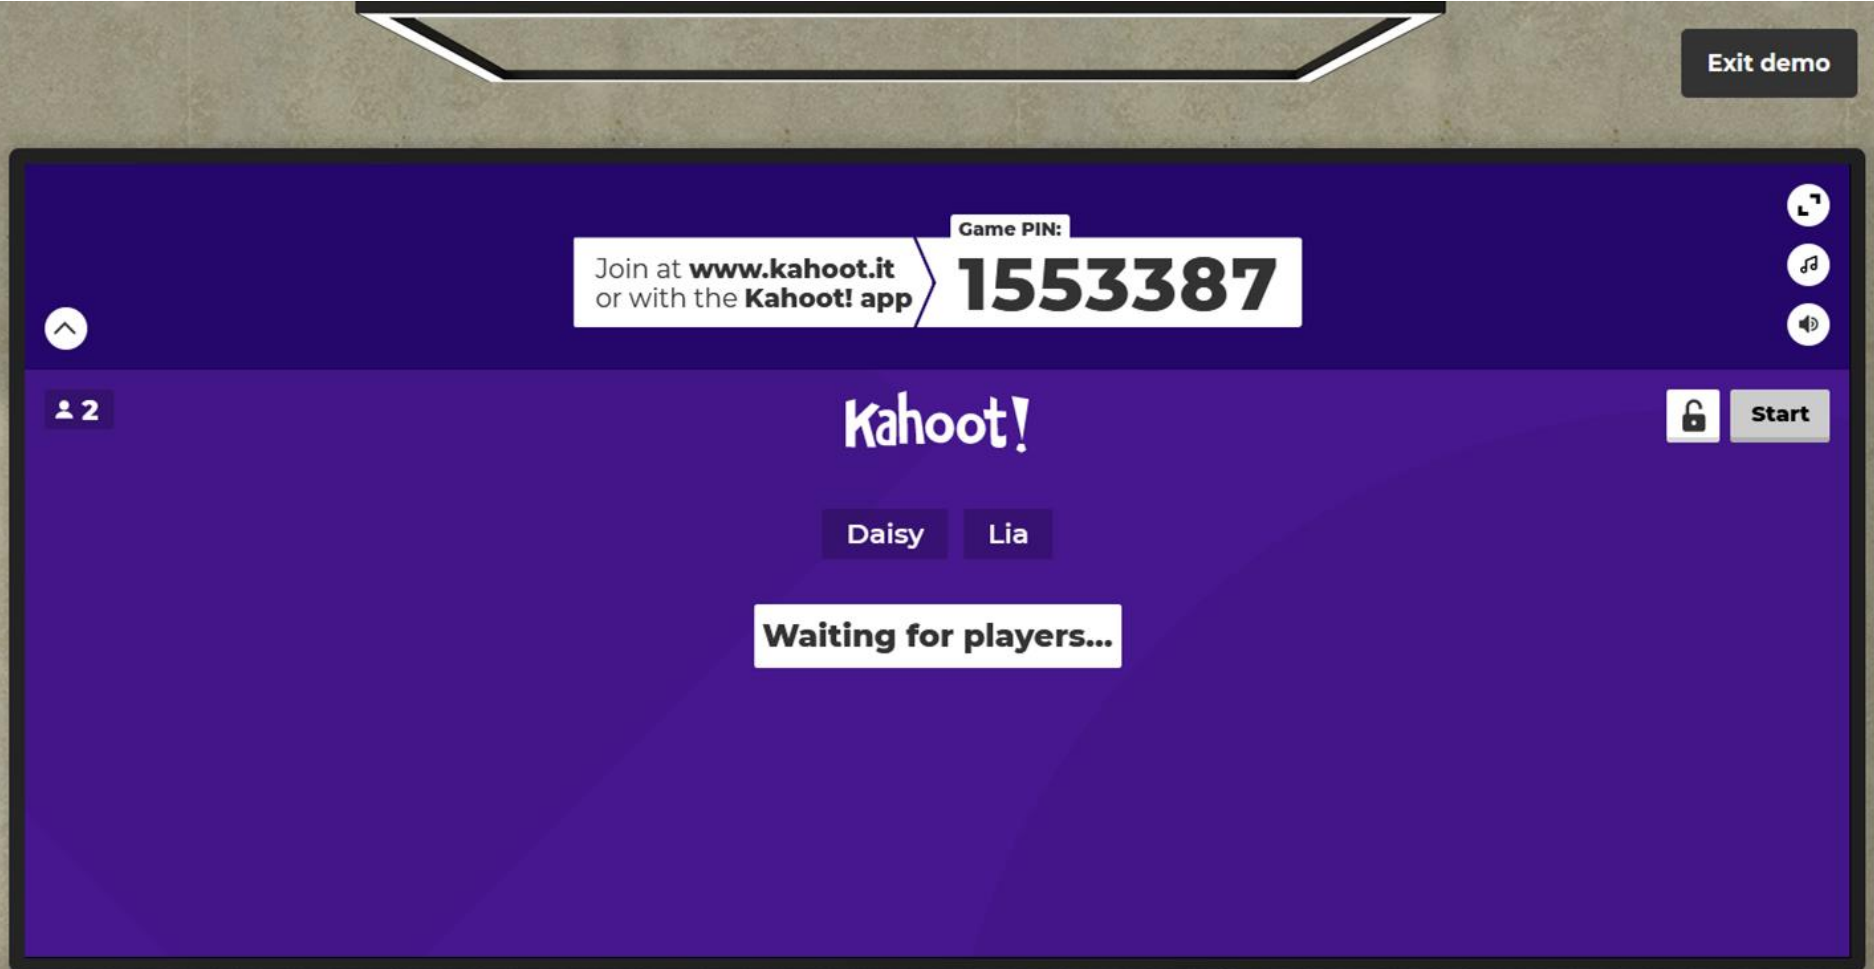 Exit demo
Game PIN:
Join at www.kahoot.it
or with the Kahoot! app
1553387
2
Kahoot!
Start
Daisy
Lia
Waiting for players...